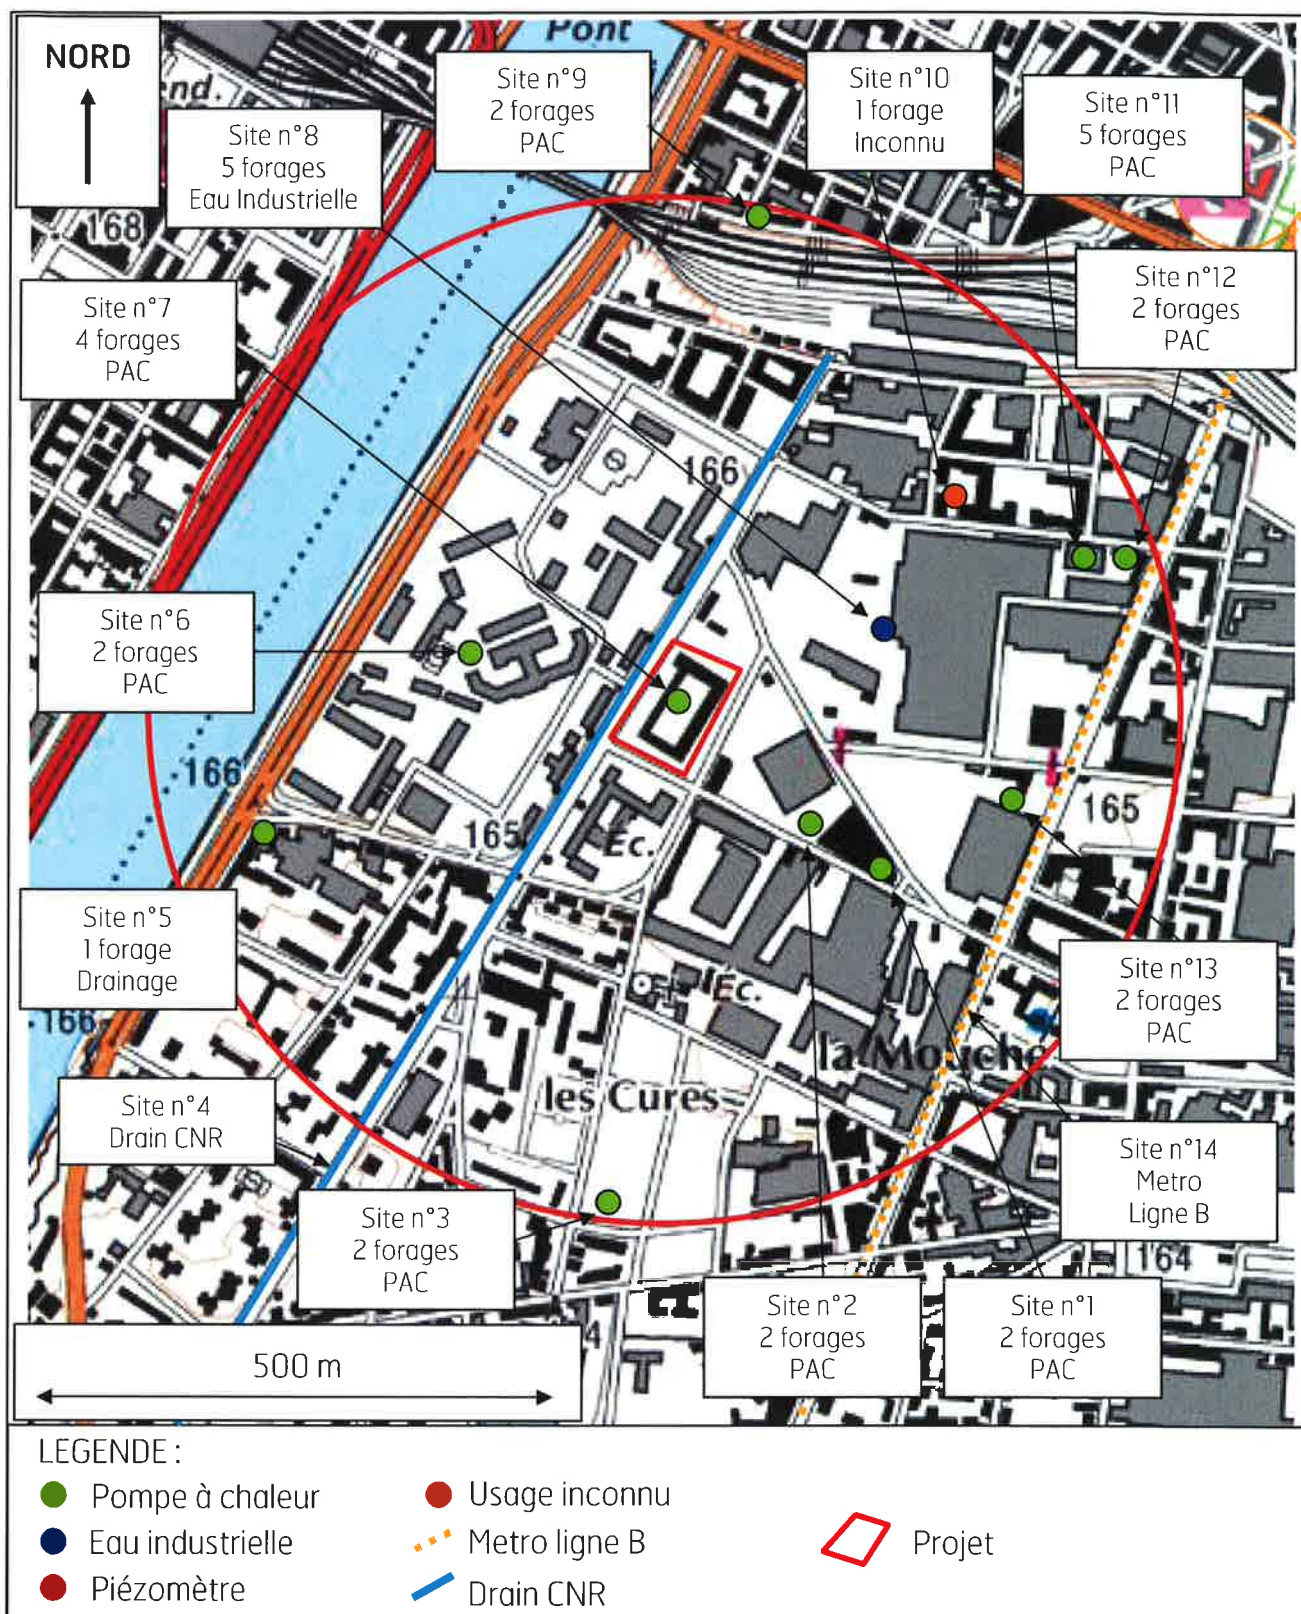 NORD
Pont
end.
Site n°9
2 forages
PAC
Site n°10
1 forage
Inconnu
Site n°11
5 forages
PAC
Site n°8
5 forages
Eau Industrielle
168
Site n°12
2 forages
PAC
Site n°7
4 forages
PAC
166
Site n°6
2 forages
PAC
166
165
165
Ec.
Site n°5
1 forage
Drainage
Ec.
Site n°13
2 forages
PAC
166
la Mouche
les Cures
Site n°4
Drain CNR
Site n°14
Metro
Ligne B
Site n°3
2 forages
PAC
164
Site n°2
2 forages
PAC
Site n°1
2 forages
PAC
4
500 m
LEGENDE :
Pompe à chaleur
Usage inconnu
Eau industrielle
Metro ligne B
Projet
Piézomètre
Drain CNR